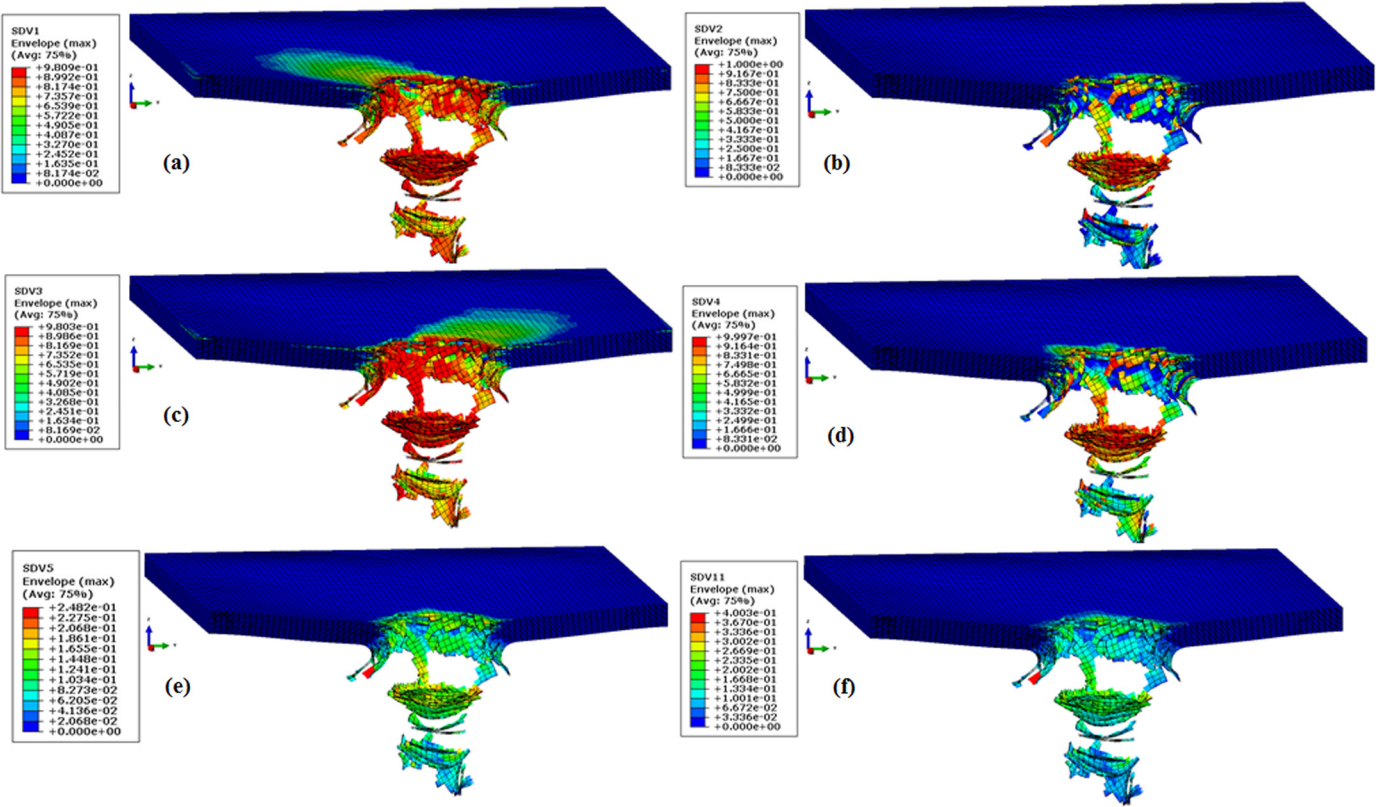 SDV1
Envelope (max)
(Avg: 75%)
+9.809e-01
+8.992e-01
+8.174e-01
+7.357e-01
+6.539e-01
+5.722e-01
+4.905e-01
+4.087e-01
+3.270e-01
+2.452e-01
+1.635e-01
+8.174e-02
+0.000e+00
(a)
SDV2
Envelope (max)
(Avg: 75%)
+1.000e+00
+9.167e-01
+8.333e-01
+7.500e-01
+6.667e-01
+5.833e-01
+5.000e-01
+4.167e-01
+3.333e-01
+2.500e-01
+1.667e-01
+8.333e-02
+0.000e+00
(b)
SDV3
Envelope (max)
(Avg: 75%)
+9.803e-01
+8.986e-01
+8.169e-01
+7.352e-01
+6.535e-01
+5.719e-01
+4.902e-01
+4.085e-01
+3.268e-01
+2.451e-01
+1.634e-01
+8.169e-02
+0.000e+00
(c)
SDV4
Envelope (max)
(Avg: 75%)
+9.997e-01
+9.164e-01
+8.331e-01
+7.498e-01
+6.665e-01
+5.832e-01
+4.999e-01
+4.165e-01
+3.332e-01
+2.499e-01
+1.666e-01
+8.331e-02
+0.000e+00
(d)
SDV5
Envelope (max)
(Avg: 75%)
+2.482e-01
+2.275e-01
+2.068e-01
+1.861e-01
+1.655e-01
+1.448e-01
+1.241e-01
+1.034e-01
+8.273e-02
+6.205e-02
+4.136e-02
+2.068e-02
+0.000e+00
(e)
SDV11
Envelope (max)
(Avg: 75%)
+4.003e-01
+3.670e-01
+3.336e-01
+3.002e-01
+2.669e-01
+2.335e-01
+2.002e-01
+1.668e-01
+1.334e-01
+1.001e-01
+6.672e-02
+3.336e-02
+0.000e+00
(f)